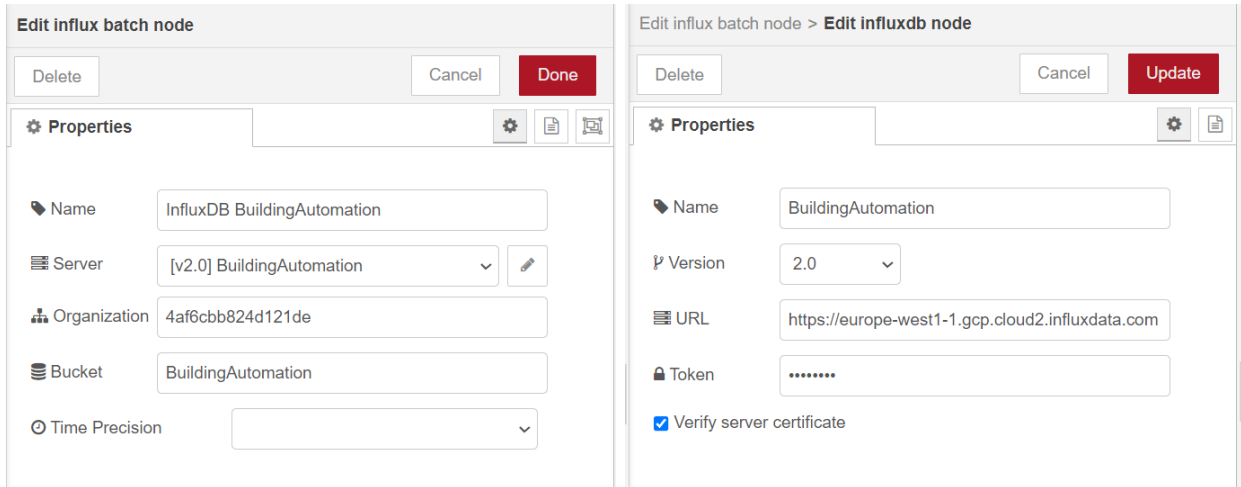 Edit influx batch node
Delete
Cancel
Done
Properties
Name
InfluxDB BuildingAutomation
Server
[v2.0] BuildingAutomation
Organization
4af6cbb824d121de
Bucket
BuildingAutomation
Time Precision
Edit influx batch node > Edit influxdb node
Delete
Cancel
Update
Properties
Name
BuildingAutomation
Version
2.0
URL
https://europe-west1-1.gcp.cloud2.influxdata.com
Token
••••••••
Verify server certificate